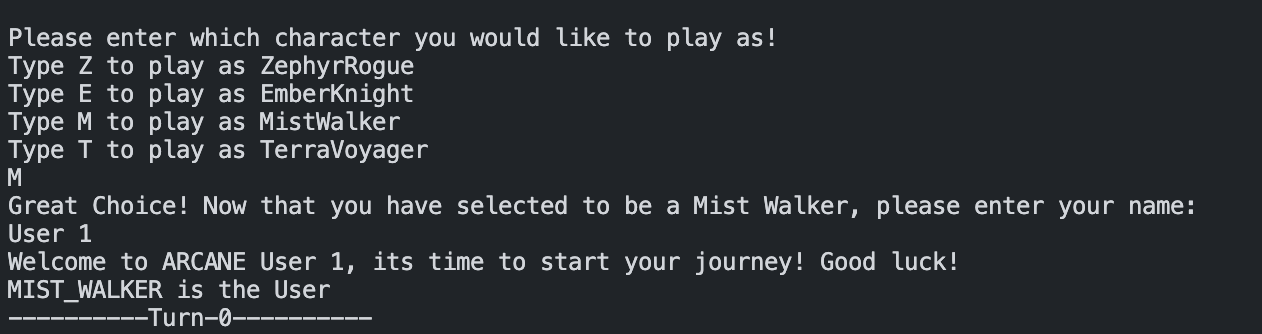 Please enter which character you would like to play as!
Type Z to play as ZephyrRogue
Type E to play as EmberKnight
Type M to play as MistWalker
Type T to play as TerraVoyager
M
Great Choice! Now that you have selected to be a Mist Walker, please enter your name:
User 1
Welcome to ARCANE User 1, its time to start your journey! Good luck!
MIST_WALKER is the User
----------Turn-0----------